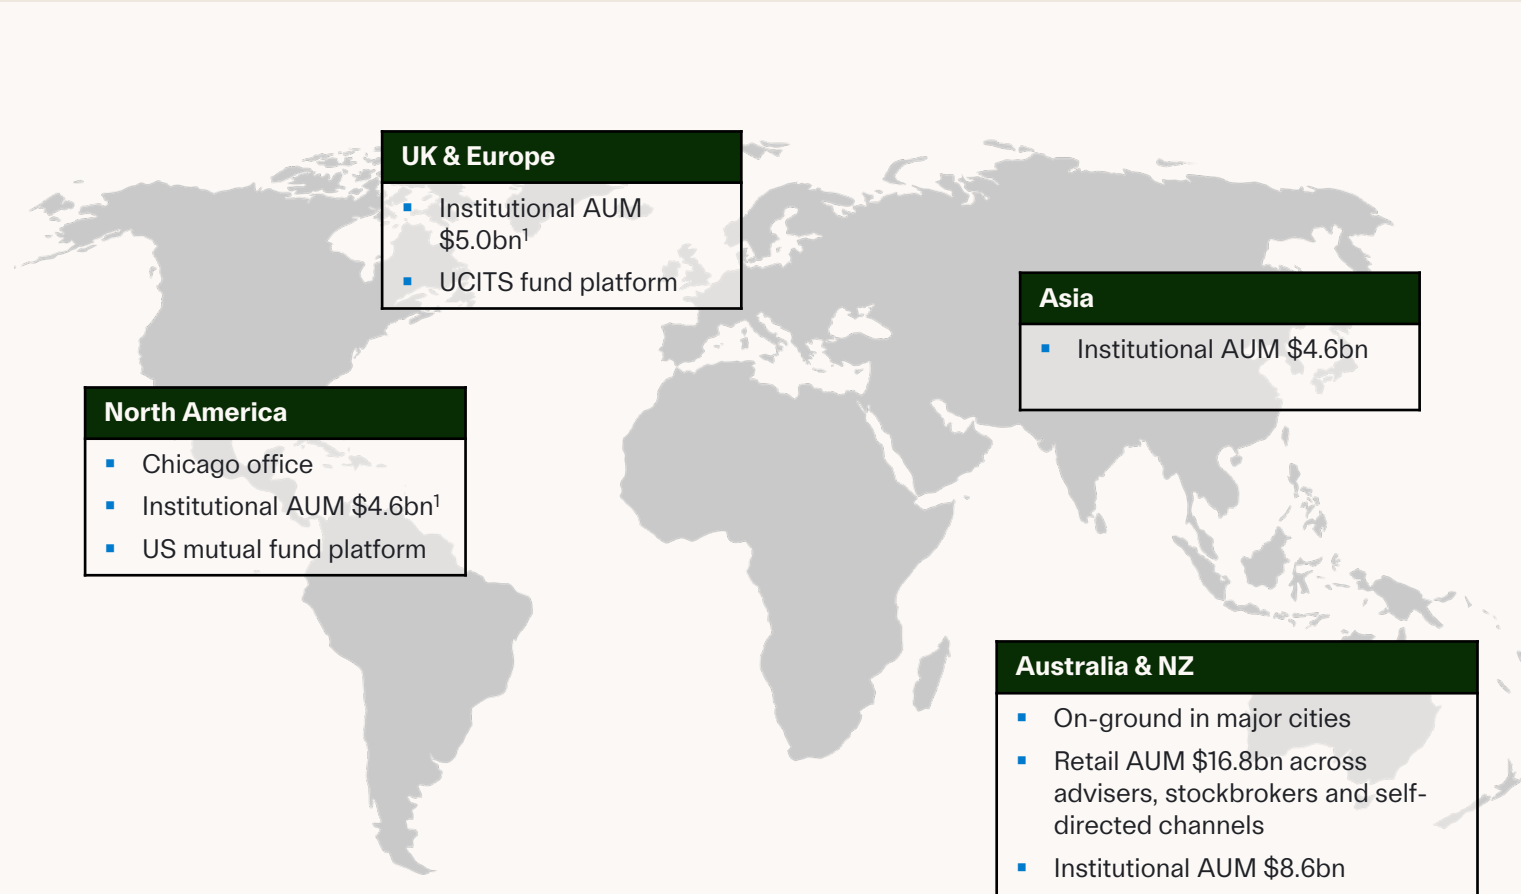 UK & Europe
Institutional AUM
$5.0bn¹
UCITS fund platform
Asia
Institutional AUM $4.6bn
North America
Chicago office
Institutional AUM $4.6bn¹
US mutual fund platform
Australia & NZ
On-ground in major cities
Retail AUM $16.8bn across
advisers, stockbrokers and self-
directed channels
Institutional AUM $8.6bn